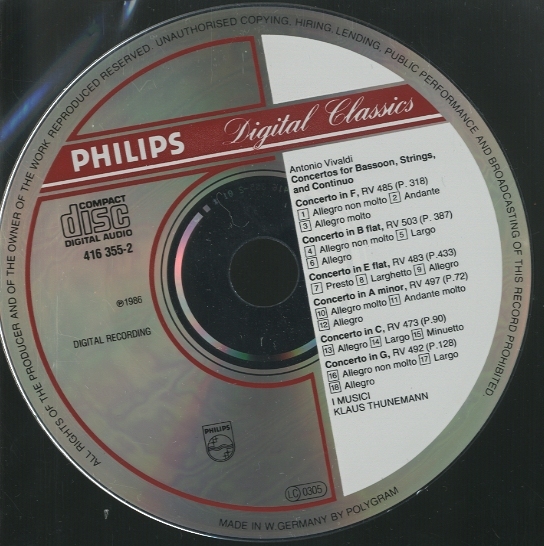 ALL RIGHTS OF THE PRODUCER AND OF THE OWNER OF THE WORK REPRODUCED RESERVED. UNAUTHORISED COPYING, HIRING, LENDING, PUBLIC PERFORMANCE AND BROADCASTING OF THIS RECORD PROHIBITED
PHILIPS Digital Classics
COMPACT
disc
DIGITAL AUDIO
416 355-2
℗1986
DIGITAL RECORDING
Antonio Vivaldi
Concertos for Bassoon, Strings,
and Continuo
Concerto in F, RV 485 (P. 318)
1 Allegro non molto 2 Andante
3 Allegro molto
Concerto in B flat, RV 503 (P. 387)
4 Allegro non molto 5 Largo
6 Allegro
Concerto in E flat, RV 483 (P.433)
7 Presto 8 Larghetto 9 Allegro
Concerto in A minor, RV 497 (P.72)
10 Allegro molto 11 Andante molto
12 Allegro
Concerto in C, RV 473 (P.90)
13 Allegro 14 Largo 15 Minuetto
Concerto in G, RV 492 (P.128)
16 Allegro non molto 17 Largo
18 Allegro
I MUSICI
KLAUS THUNEMANN
PHILIPS
LC 0305
MADE IN W.GERMANY BY POLYGRAM